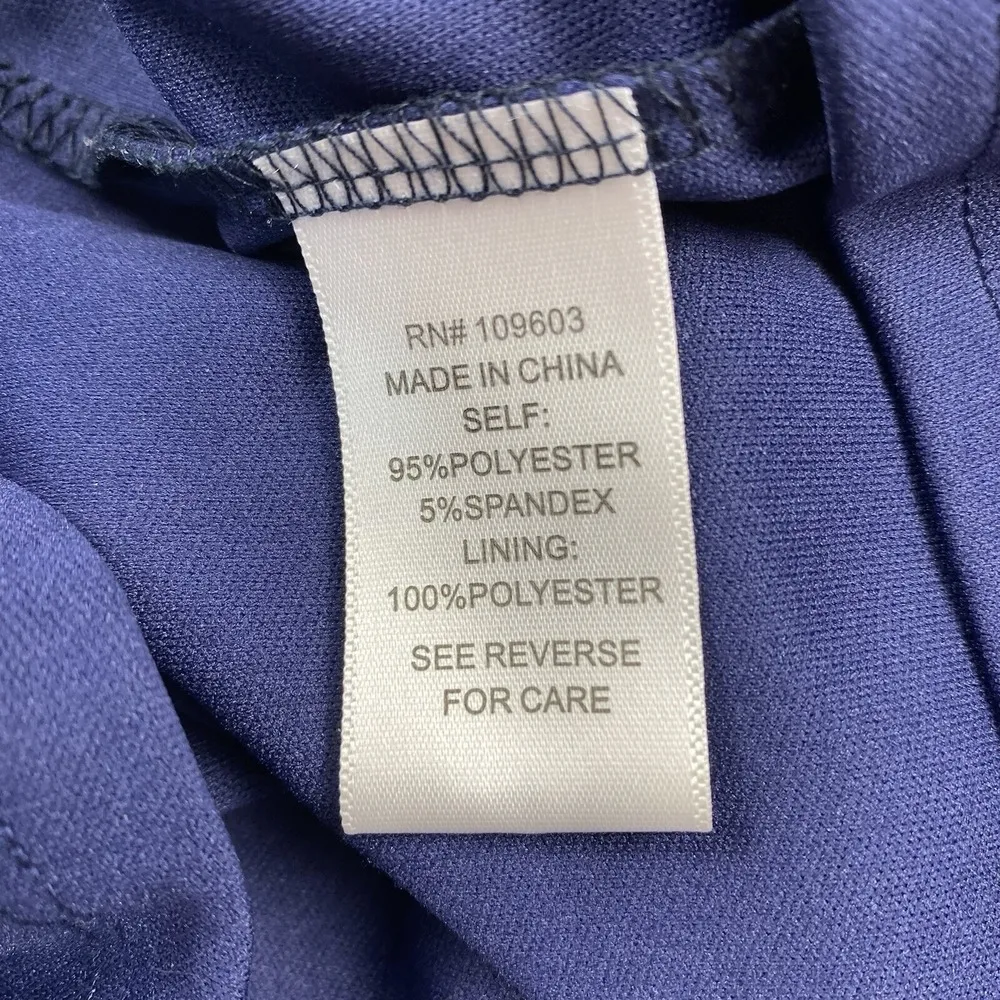 RN# 109603
MADE IN CHINA
SELF:
95%POLYESTER
5%SPANDEX
LINING:
100%POLYESTER
SEE REVERSE
FOR CARE